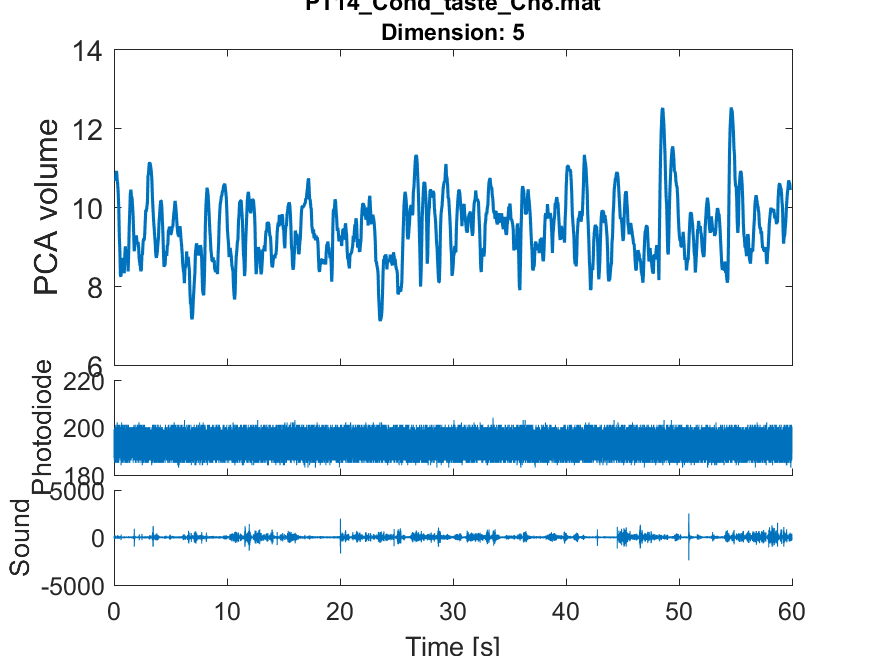 PT14_Cond_taste_Ch8.mat
Dimension: 5
14
12
10
8
6
PCA volume
220
200
180
Photodiode
5000
0
-5000
Sound
0 10 20 30 40 50 60
Time [s]